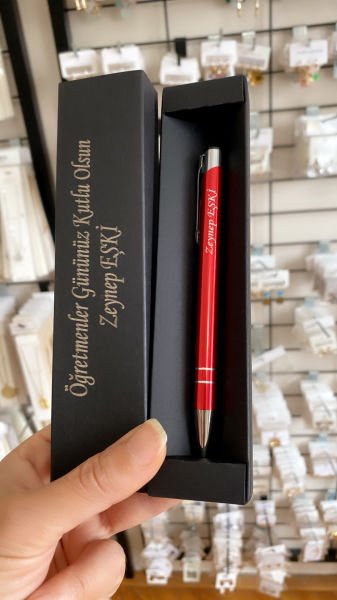 Öğretmenler Gününüz Kutlu Olsun
Zeynep EŞKİ
Zeynep EŞKİ